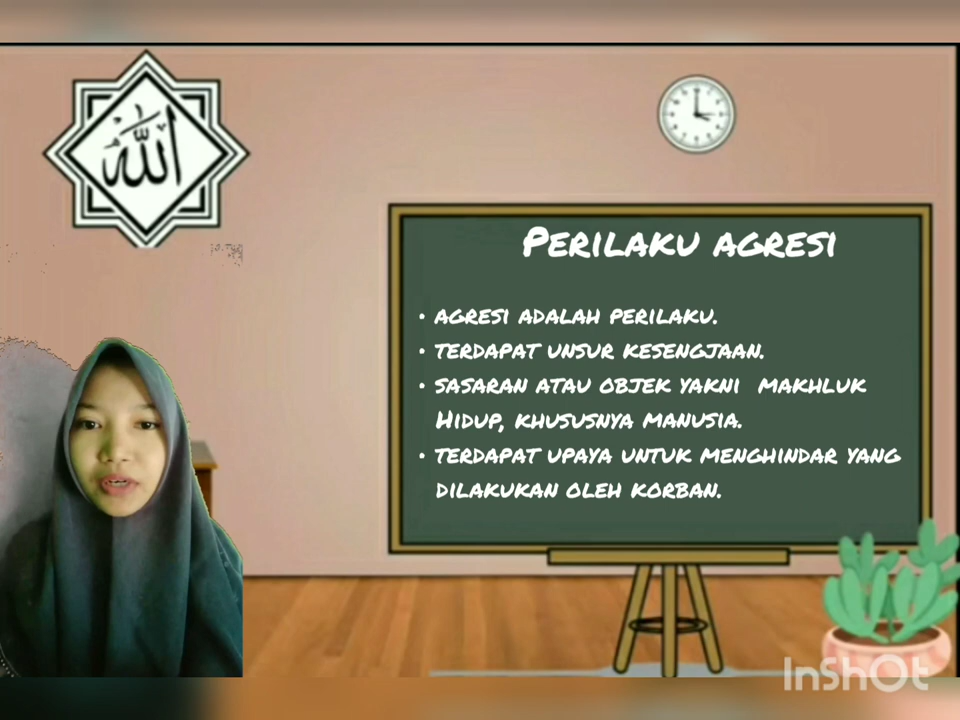 الله
Perilaku agresi
• agresi adalah perilaku.
• terdapat unsur kesengjaan.
• sasaran atau objek yakni makhluk
Hidup, khususnya manusia.
• terdapat upaya untuk menghindar yang
dilakukan oleh korban.
InShOt